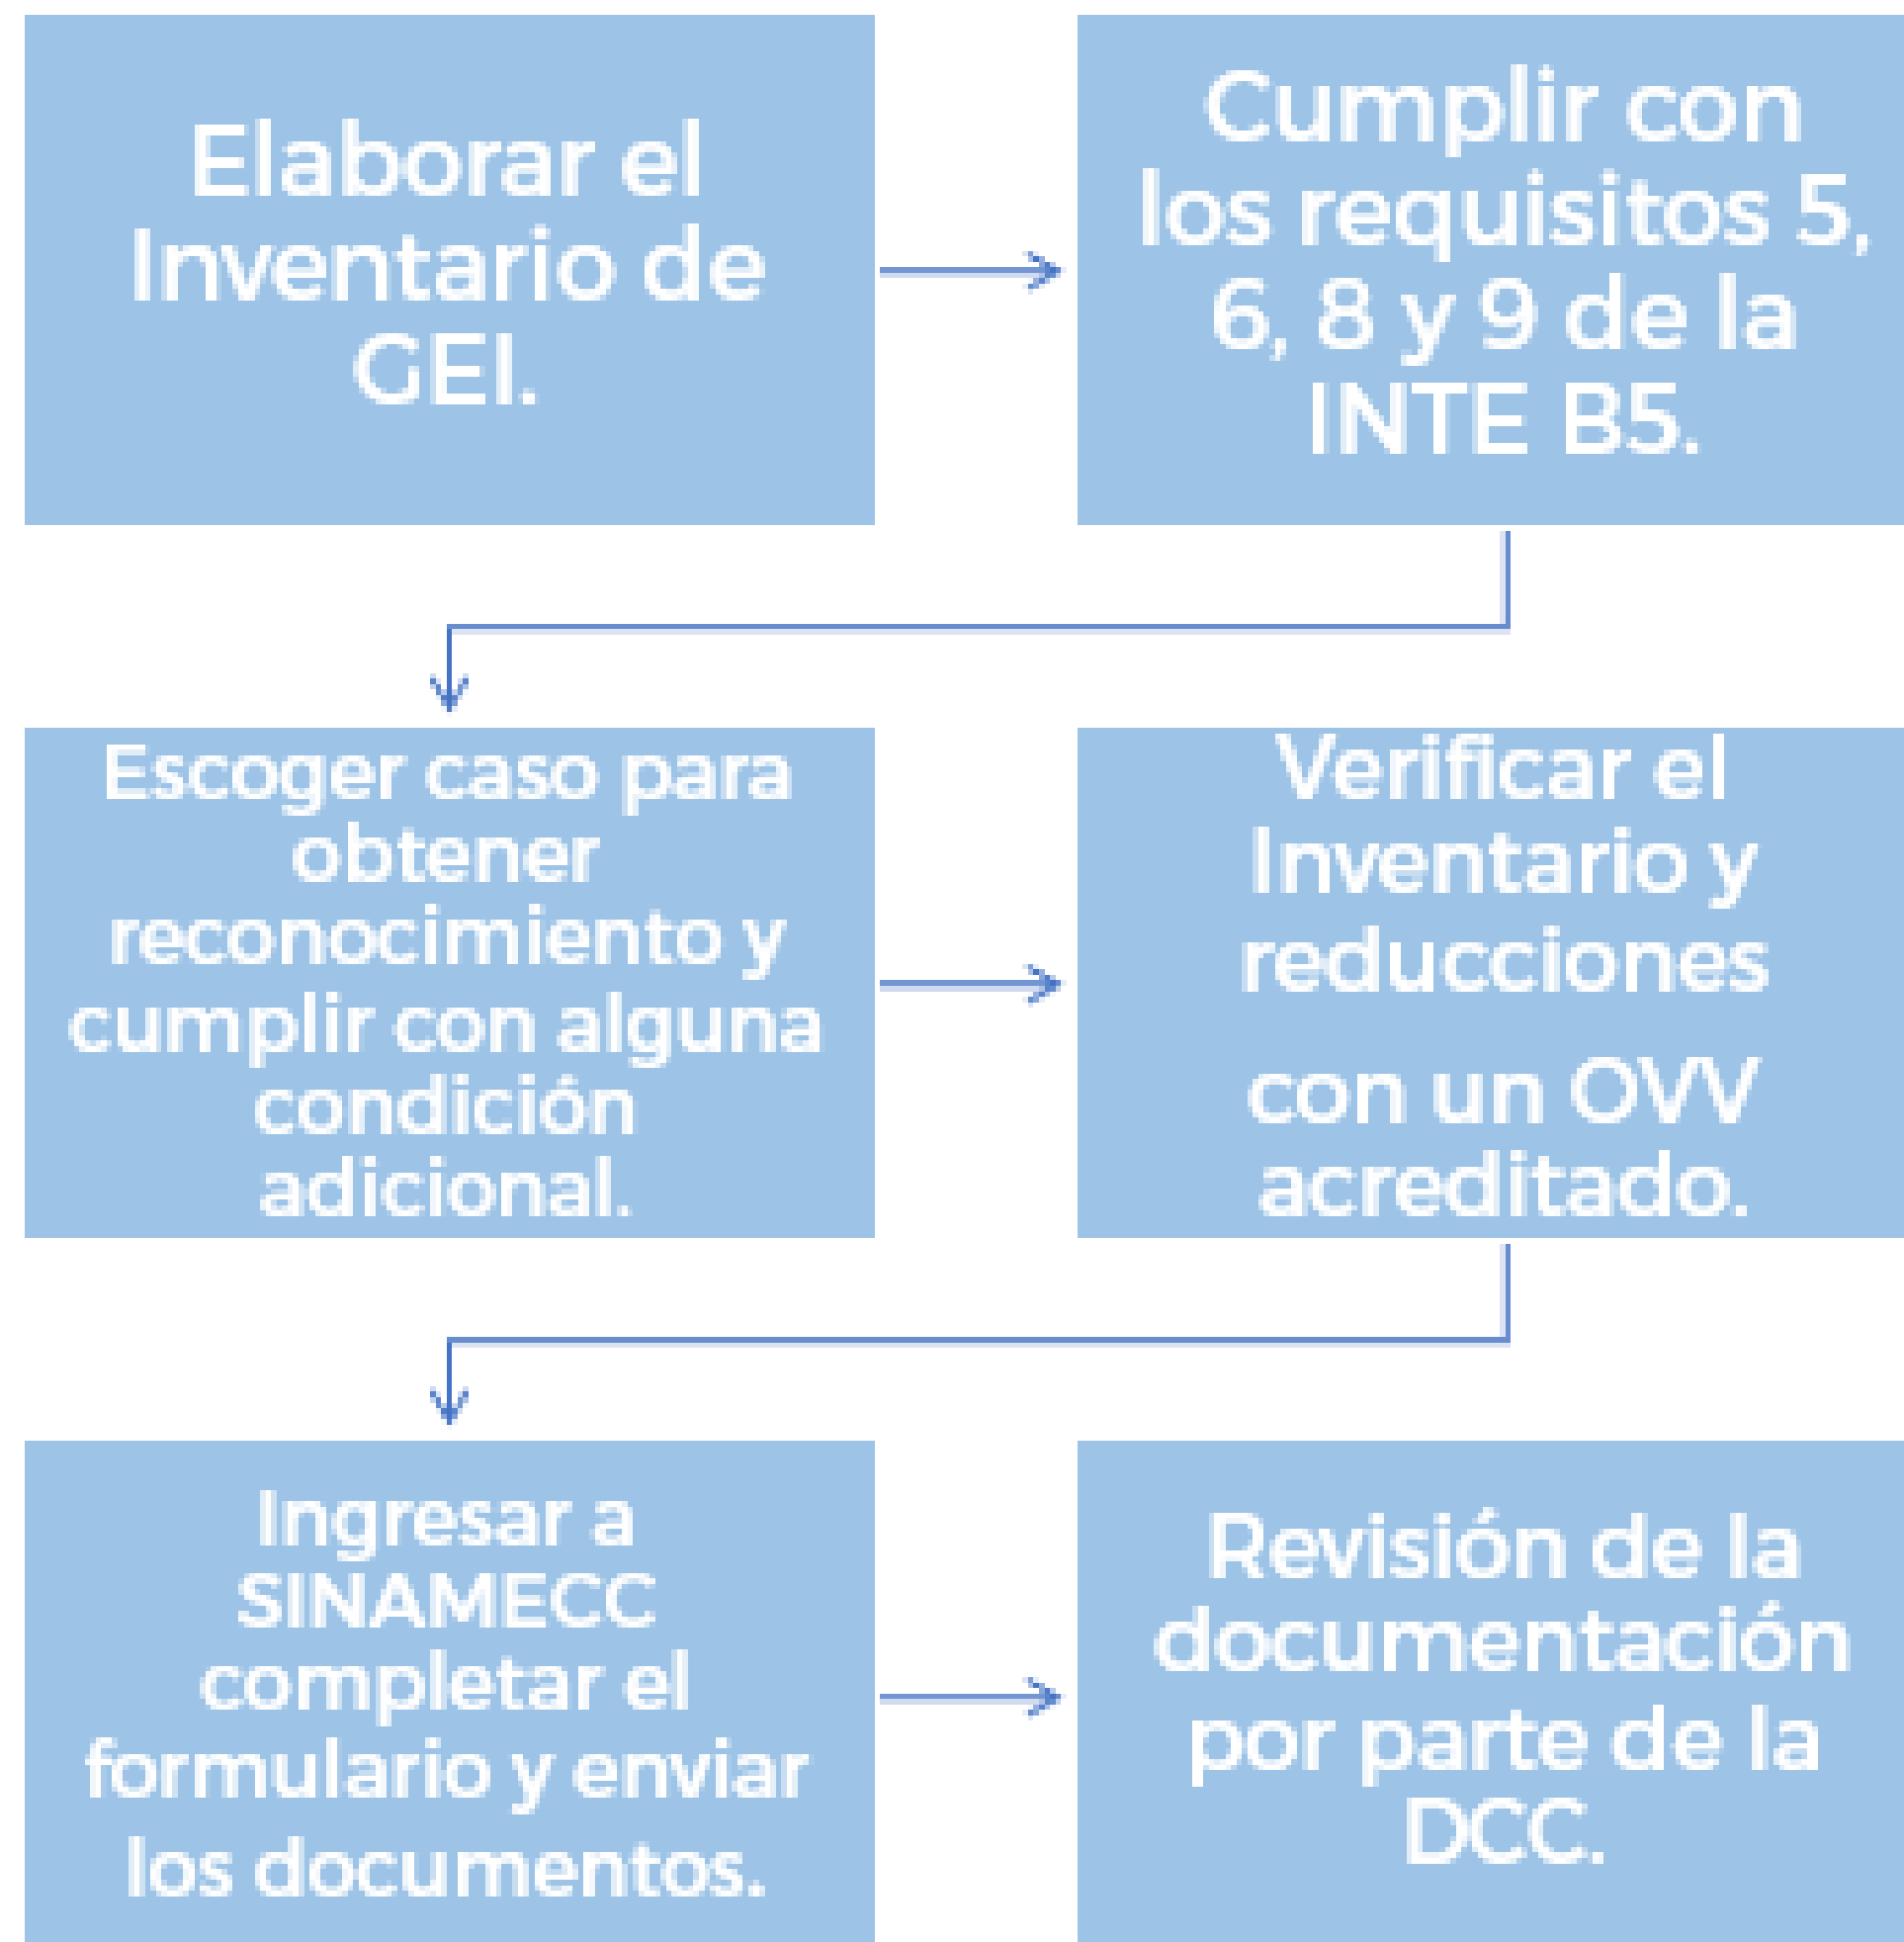 Elaborar el
Inventario de
GEI.
Cumplir con
los requisitos 5,
6, 8 y 9 de la
INTE B5.
Escoger caso para
obtener
reconocimiento y
cumplir con alguna
condición
adicional.
Verificar el
Inventario y
reducciones
con un OVV
acreditado.
Ingresar a
SINAMECC
completar el
formulario y enviar
los documentos.
Revisión de la
documentación
por parte de la
DCC.